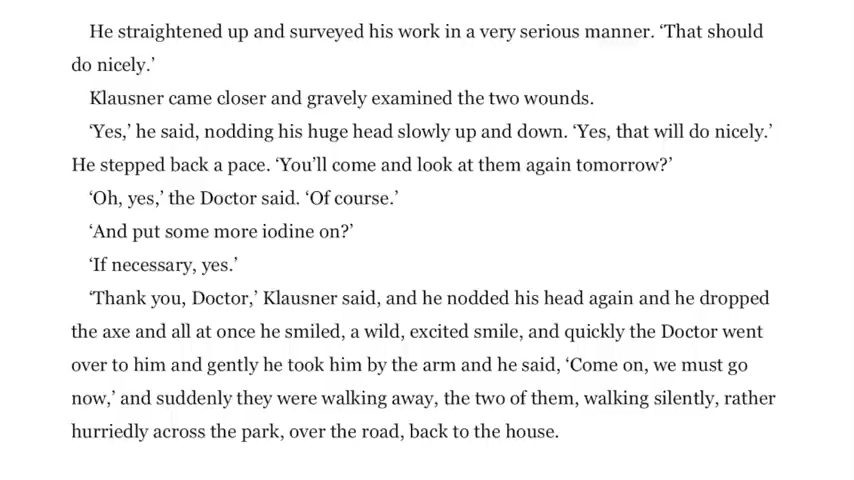 He straightened up and surveyed his work in a very serious manner. ‘That should
do nicely.’
Klausner came closer and gravely examined the two wounds.
‘Yes,’ he said, nodding his huge head slowly up and down. ‘Yes, that will do nicely.’
He stepped back a pace. ‘You’ll come and look at them again tomorrow?’
‘Oh, yes,’ the Doctor said. ‘Of course.’
‘And put some more iodine on?’
‘If necessary, yes.’
‘Thank you, Doctor,’ Klausner said, and he nodded his head again and he dropped
the axe and all at once he smiled, a wild, excited smile, and quickly the Doctor went
over to him and gently he took him by the arm and he said, ‘Come on, we must go
now,’ and suddenly they were walking away, the two of them, walking silently, rather
hurriedly across the park, over the road, back to the house.